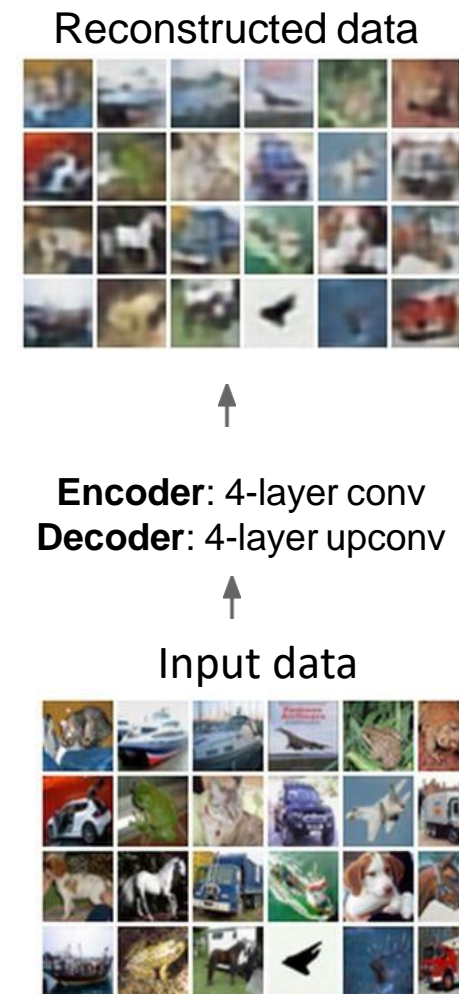 Reconstructed data
Encoder: 4-layer conv
Decoder: 4-layer upconv
Input data